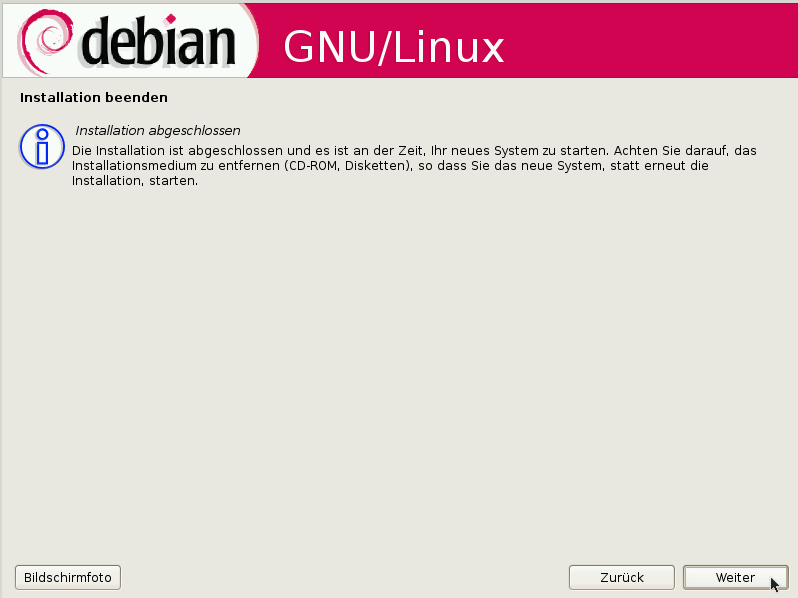 debian GNU/Linux
Installation beenden
Installation abgeschlossen
Die Installation ist abgeschlossen und es ist an der Zeit, Ihr neues System zu starten. Achten Sie darauf, das
Installationsmedium zu entfernen (CD-ROM, Disketten), so dass Sie das neue System, statt erneut die
Installation, starten.
Bildschirmfoto Zurück Weiter